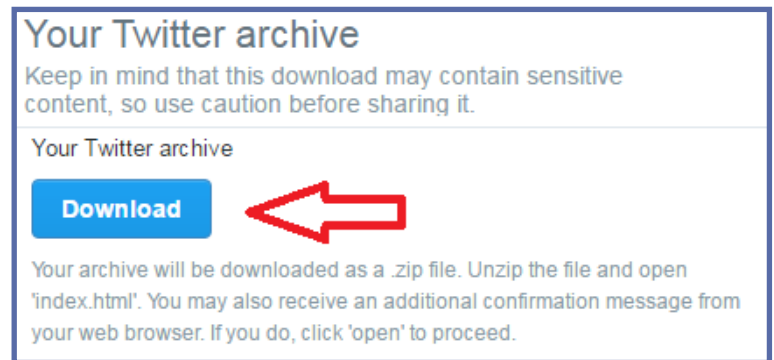 Your Twitter archive
Keep in mind that this download may contain sensitive
content, so use caution before sharing it.
Your Twitter archive
Download
Your archive will be downloaded as a .zip file. Unzip the file and open
'index.html'. You may also receive an additional confirmation message from
your web browser. If you do, click 'open' to proceed.